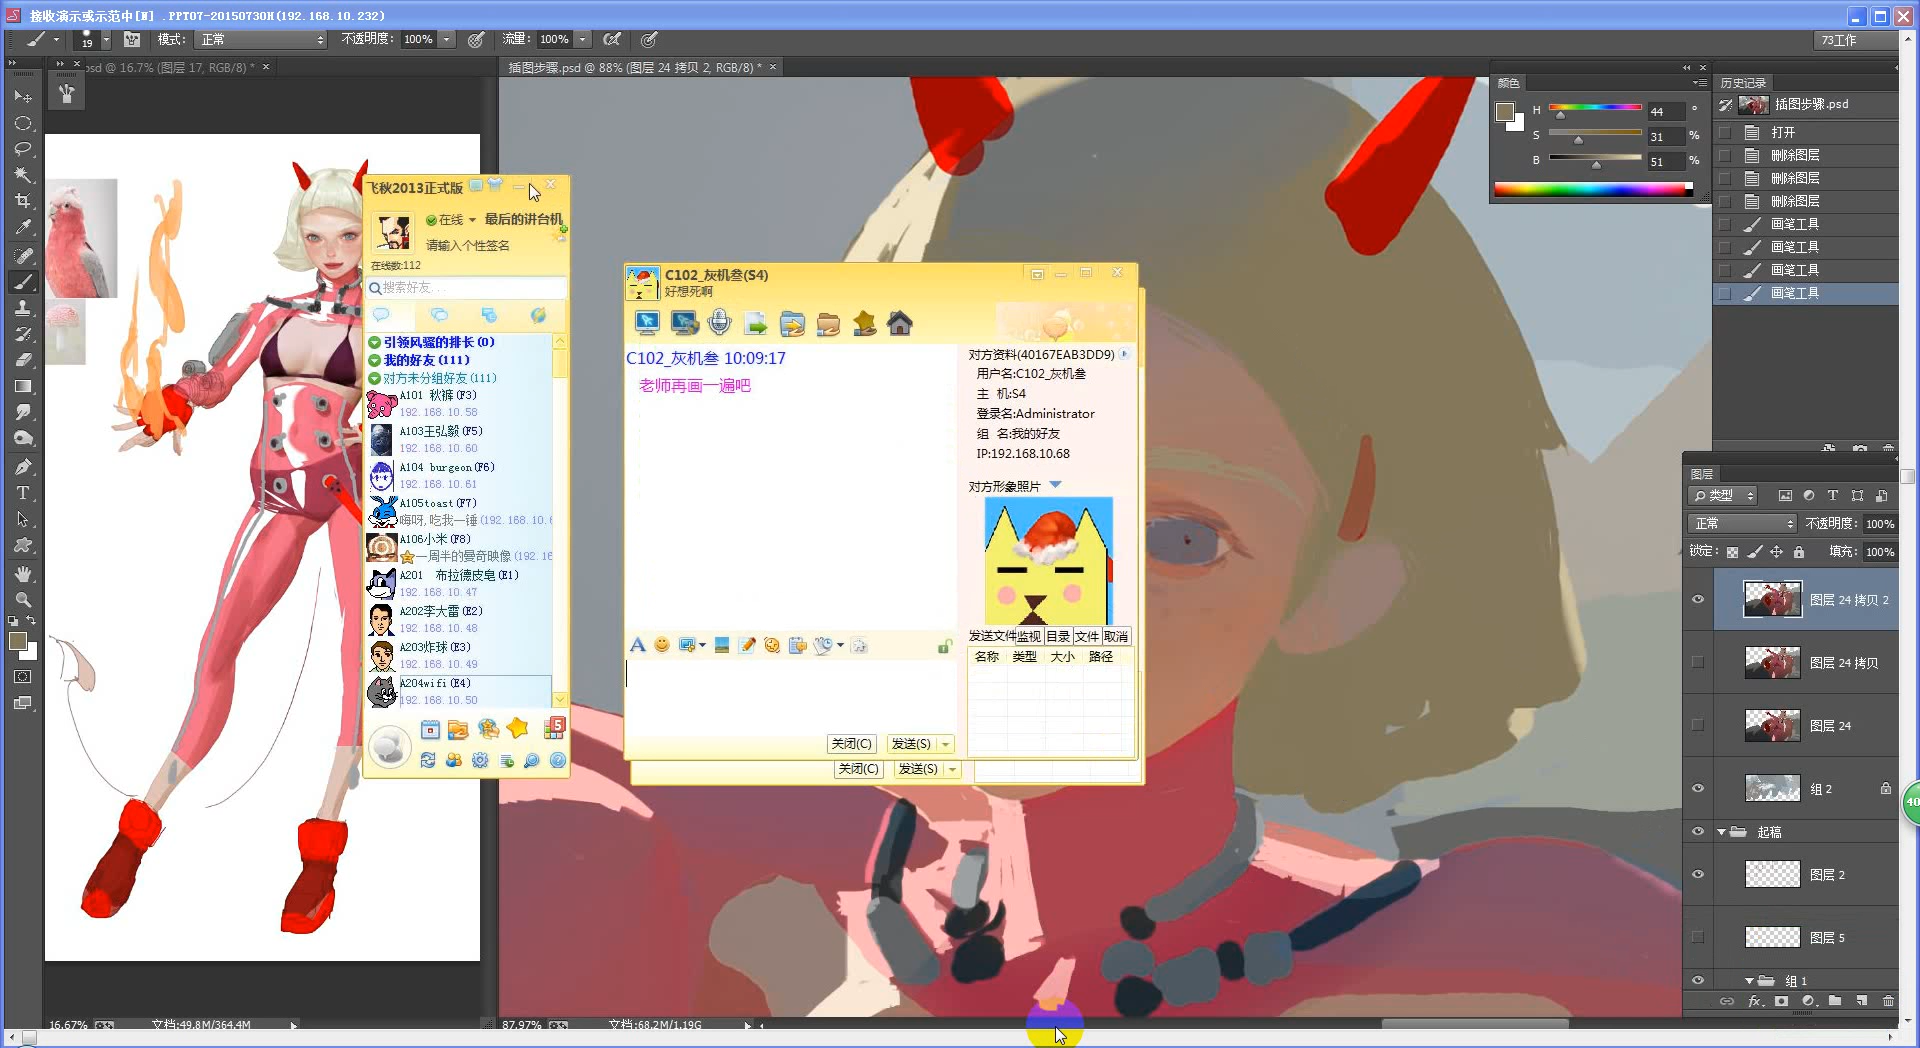 接收演示或示范中[W] .PPT07-20150730H(192.168.10.232)
19 模式: 正常 不透明度: 100% 流量: 100% 73工作
psd @ 16.7% (图层 17, RGB/8) * ×
插图步骤.psd @ 88% (图层 24 拷贝 2, RGB/8) * ×
颜色
H 44 °
S 31 %
B 51 %
历史记录
插图步骤.psd
打开
删除图层
删除图层
删除图层
画笔工具
画笔工具
画笔工具
画笔工具
飞秋2013正式版
在线 最后的讲台机
请输入个性签名
在线数:112
搜索好友...
引领风骚的排长(0)
我的好友(111)
对方未分组好友(111)
A101 秋裤(F3)
192.168.10.58
A103王弘毅(F5)
192.168.10.60
A104 burgeon(F6)
192.168.10.61
A105toast(F7)
嗨呀,吃我一锤(192.168.10.6
A106小米(F8)
一周半的曼奇映像(192.16
A201 布拉德皮皂(E1)
192.168.10.47
A202李大雷(E2)
192.168.10.48
A203炸球(E3)
192.168.10.49
A204wifi(E4)
192.168.10.50
C102_灰机叁(S4)
好想死啊
C102_灰机叁 10:09:17
老师再画一遍吧
对方资料(40167EAB3DD9)
用户名:C102_灰机叁
主 机:S4
登录名:Administrator
组 名:我的好友
IP:192.168.10.68
对方形象照片
发送文件 监视 目录 文件 取消
名称 类型 大小 路径
关闭(C) 发送(S)
关闭(C) 发送(S)
图层
类型
正常 不透明度: 100%
锁定: 填充: 100%
图层 24 拷贝 2
图层 24 拷贝
图层 24
组 2
起稿
图层 2
图层 5
组 1
40
16.67% 文档:49.8M/364.4M
87.97% 文档:68.2M/1.19G